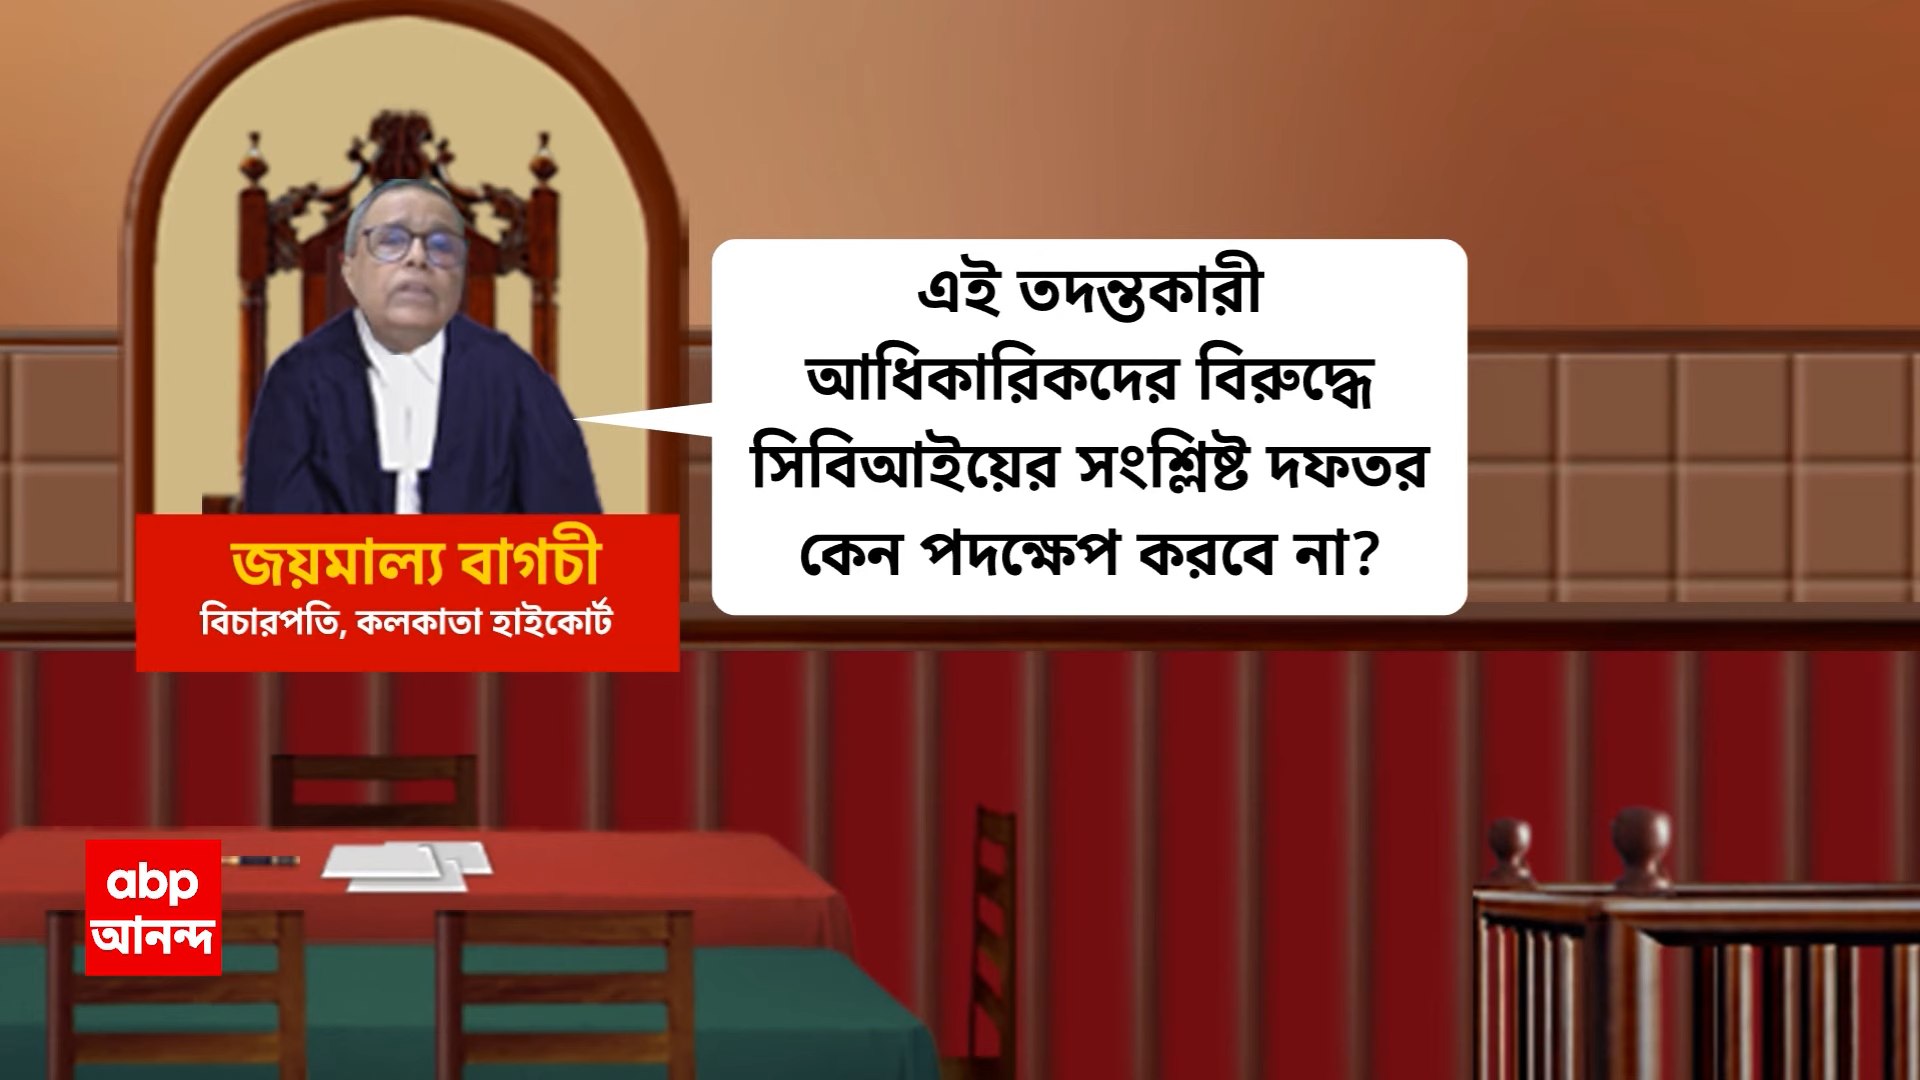 এই তদন্তকারী
আধিকারিকদের বিরুদ্ধে
সিবিআইয়ের সংশ্লিষ্ট দফতর
কেন পদক্ষেপ করবে না?
জয়মাল্য বাগচী
বিচারপতি, কলকাতা হাইকোর্ট
abp
আনন্দ